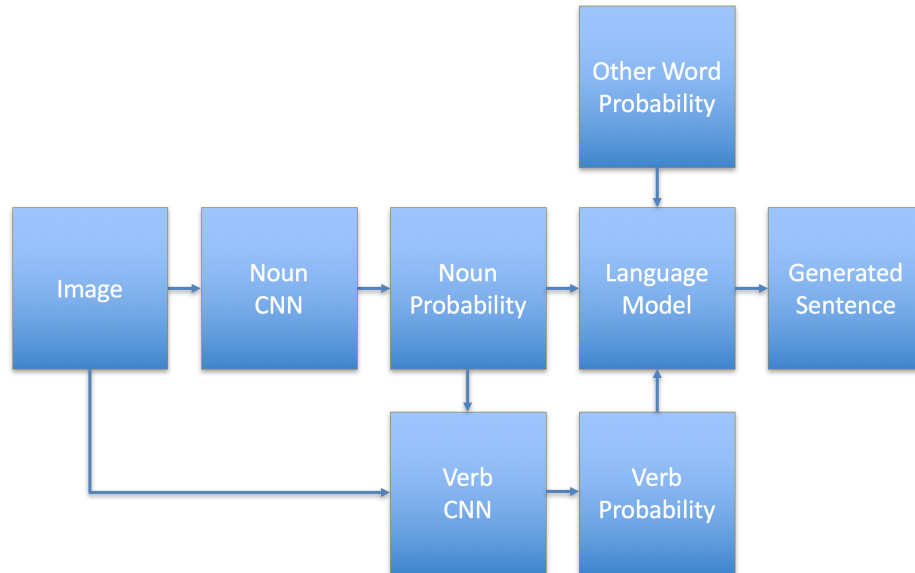 Other Word
Probability
Image
Noun
CNN
Noun
Probability
Language
Model
Generated
Sentence
Verb
CNN
Verb
Probability